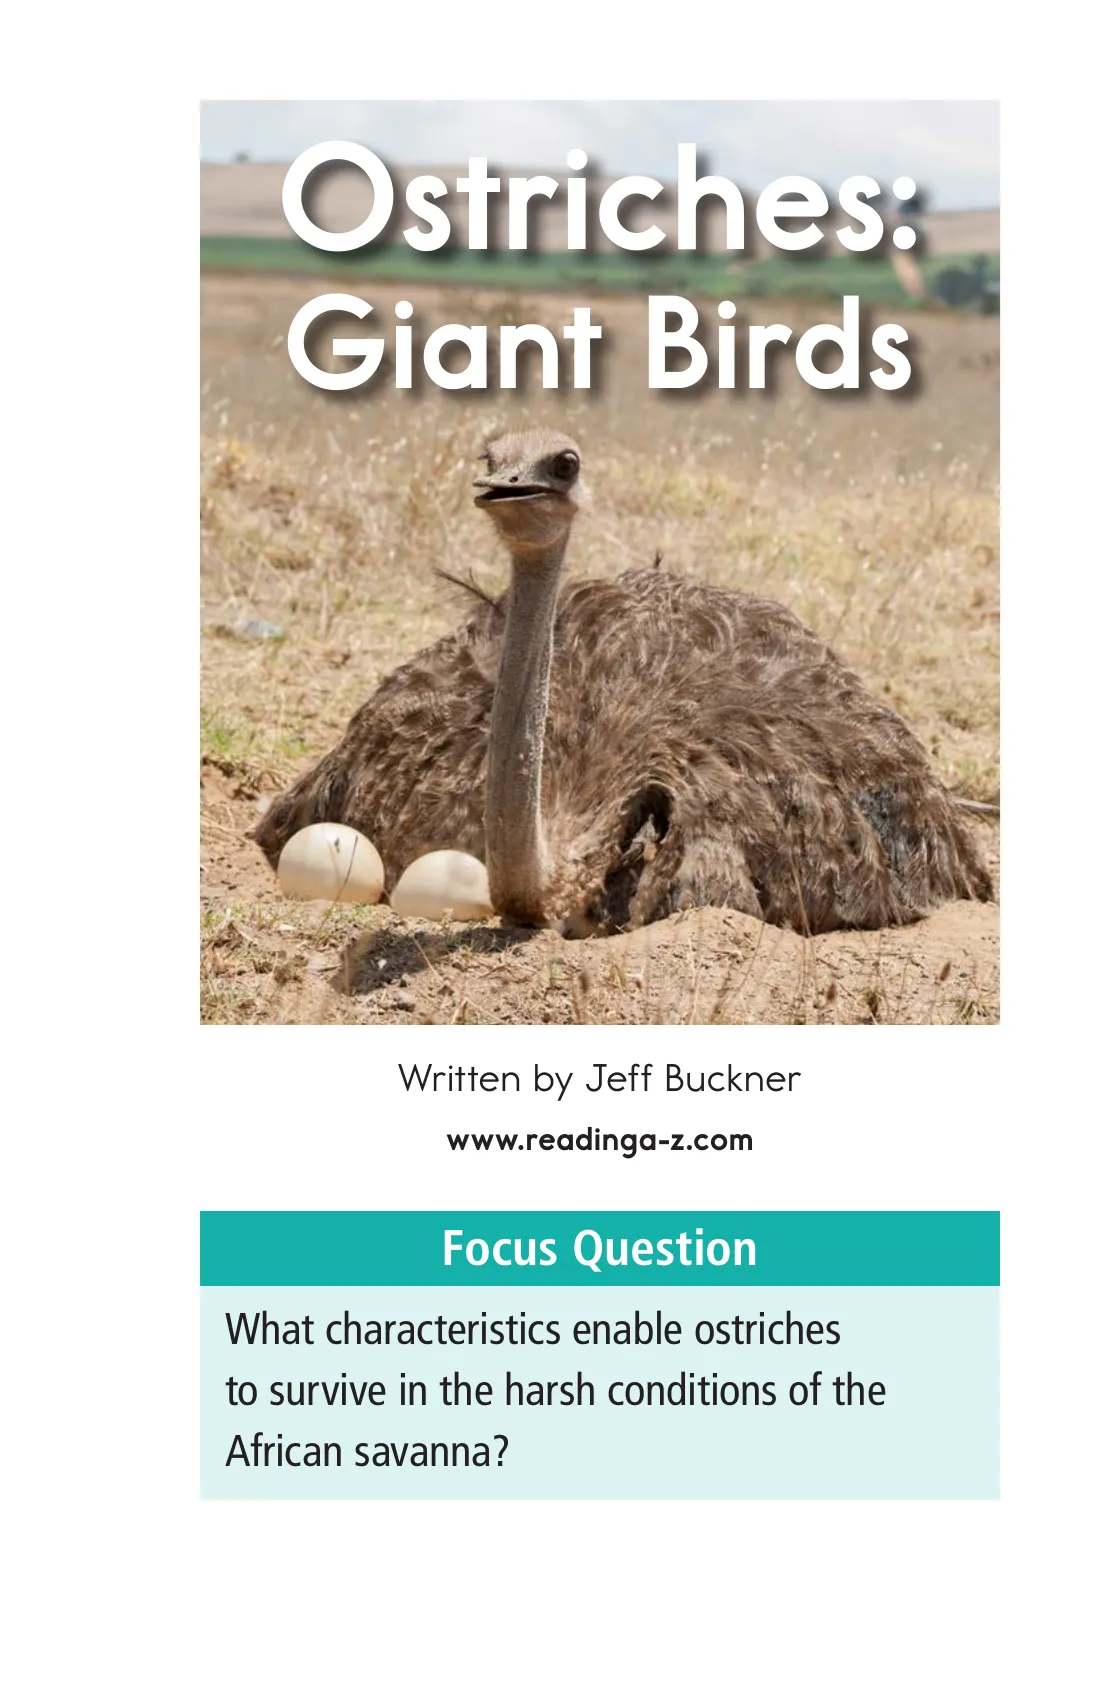 Ostriches:
Giant Birds
Written by Jeff Buckner
www.readinga-z.com
Focus Question
What characteristics enable ostriches
to survive in the harsh conditions of the
African savanna?